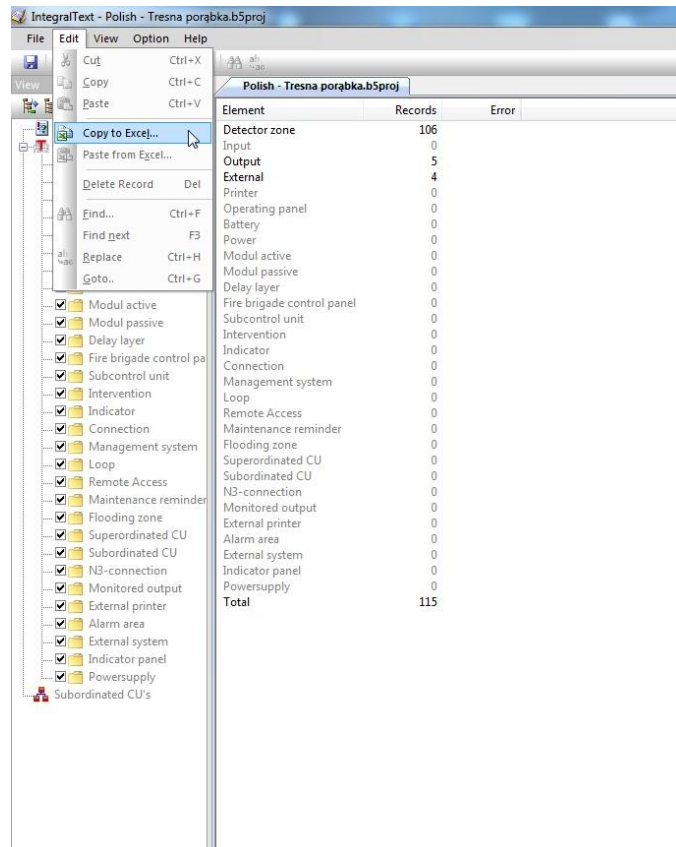 IntegralText - Polish - Tresna porąbka.b5proj
File Edit View Option Help
Cut Ctrl+X
Copy Ctrl+C
Paste Ctrl+V
Copy to Excel...
Paste from Excel...
Delete Record Del
Find... Ctrl+F
Find next F3
Replace Ctrl+H
Goto.. Ctrl+G
View
Modul active
Modul passive
Delay layer
Fire brigade control pa
Subcontrol unit
Intervention
Indicator
Connection
Management system
Loop
Remote Access
Maintenance reminder
Flooding zone
Superordinated CU
Subordinated CU
N3-connection
Monitored output
External printer
Alarm area
External system
Indicator panel
Powersupply
Subordinated CU's
Polish - Tresna porąbka.b5proj
Element Records Error
Detector zone 106
Input 0
Output 5
External 4
Printer 0
Operating panel 0
Battery 0
Power 0
Modul active 0
Modul passive 0
Delay layer 0
Fire brigade control panel 0
Subcontrol unit 0
Intervention 0
Indicator 0
Connection 0
Management system 0
Loop 0
Remote Access 0
Maintenance reminder 0
Flooding zone 0
Superordinated CU 0
Subordinated CU 0
N3-connection 0
Monitored output 0
External printer 0
Alarm area 0
External system 0
Indicator panel 0
Powersupply 0
Total 115